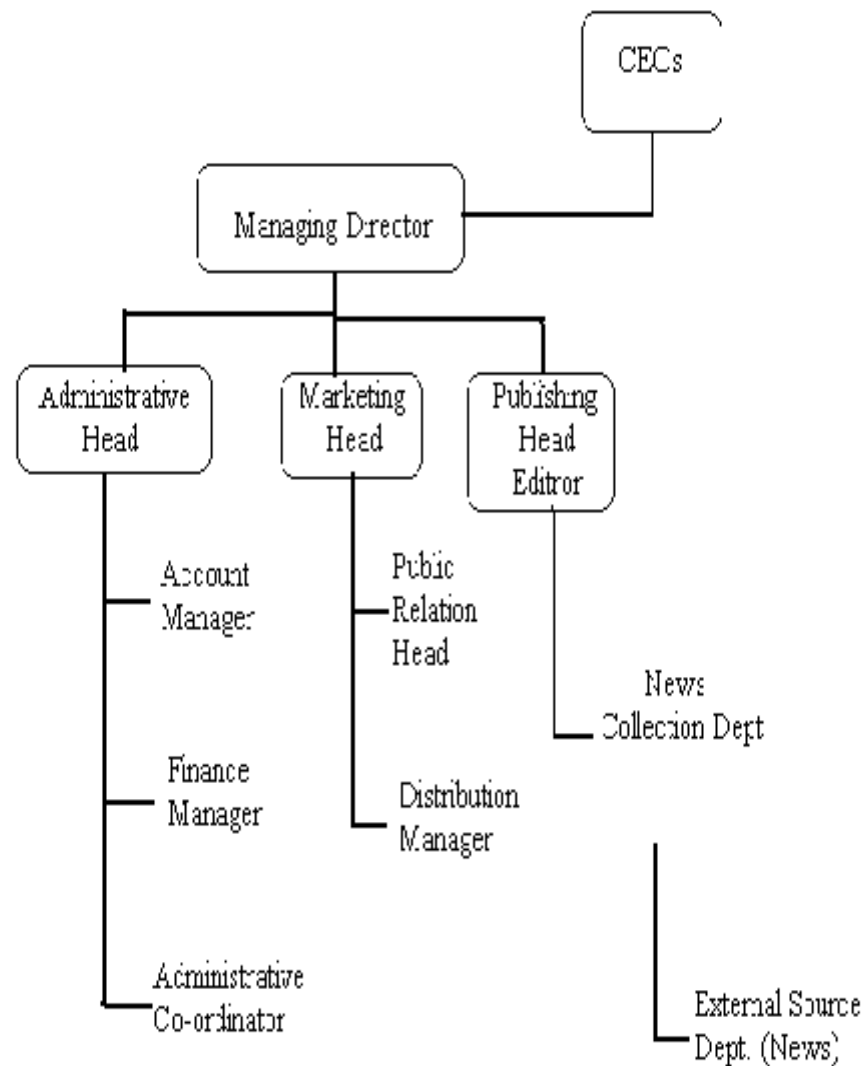 CECs
Managing Director
Administrative
Head
Marketing
Head
Publishing
Head
Editror
Account
Manager
Public
Relation
Head
News
Collection Dept
Finance
Manager
Distribution
Manager
Administrative
Co-ordinator
External Source
Dept. (News)